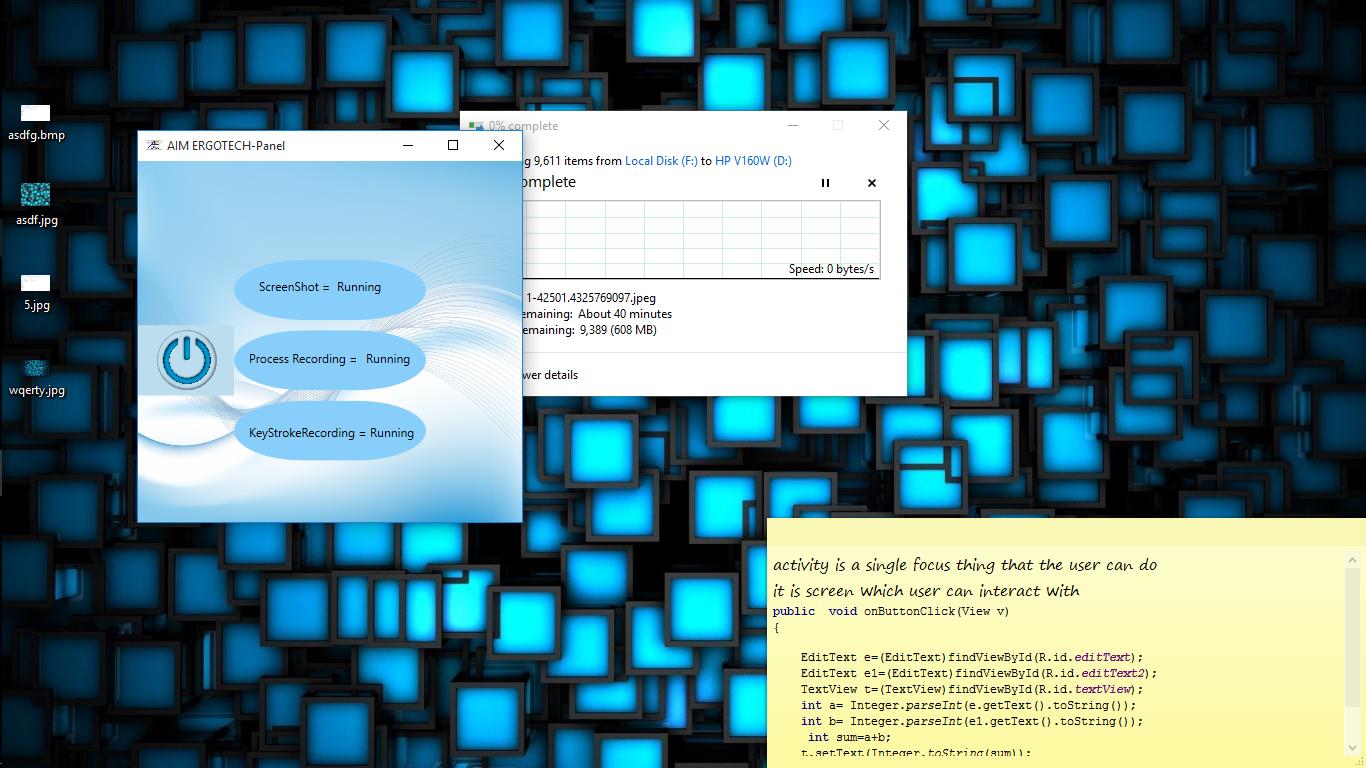 asdfg.bmp
asdf.jpg
5.jpg
wqerty.jpg
AIM ERGOTECH-Panel
ScreenShot = Running
Process Recording = Running
KeyStrokeRecording = Running
0% complete
g 9,611 items from Local Disk (F:) to HP V160W (D:)
omplete
Speed: 0 bytes/s
1-42501.4325769097.jpeg
emaining: About 40 minutes
emaining: 9,389 (608 MB)
wer details
activity is a single focus thing that the user can do
it is screen Which user can interact With
public void onButtonClick(View v)
{
EditText e=(EditText)findViewById(R.id.editText);
EditText e1=(EditText)findViewById(R.id.editText2);
TextView t=(TextView)findViewById(R.id.textView);
int a= Integer.parseInt(e.getText().toString());
int b= Integer.parseInt(e1.getText().toString());
int sum=a+b;
t.setText(Integer.toString(sum));